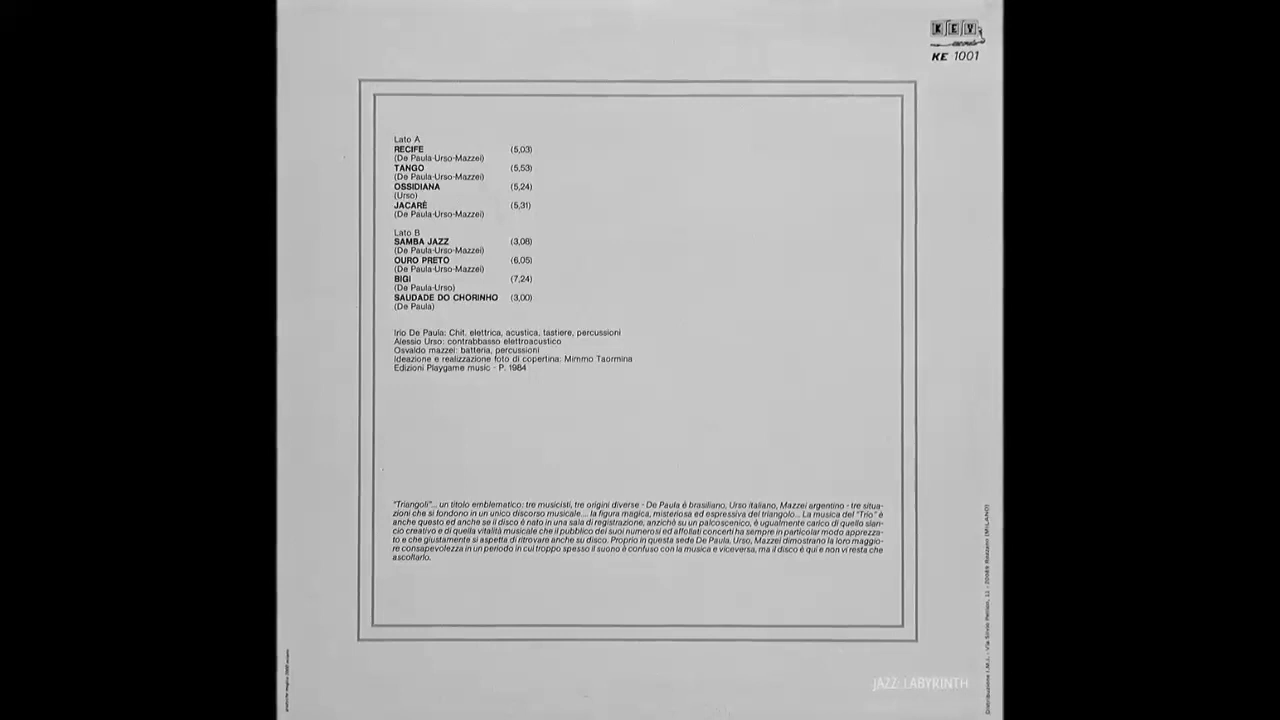 KEY
KE 1001
Lato A
RECIFE (5,03)
(De Paula-Urso-Mazzei)
TANGO (5,53)
(De Paula-Urso-Mazzei)
OSSIDIANA (5,24)
(Urso)
JACARÈ (5,31)
(De Paula-Urso-Mazzei)
Lato B
SAMBA JAZZ (3,08)
(De Paula-Urso-Mazzei)
OURO PRETO (6,05)
(De Paula-Urso-Mazzei)
BIGI (7,24)
(De Paula-Urso)
SAUDADE DO CHORINHO (3,00)
(De Paula)
Irio De Paula: Chit. elettrica, acustica, tastiere, percussioni
Alessio Urso: contrabbasso elettroacustico
Osvaldo mazzei: batteria, percussioni
Ideazione e realizzazione foto di copertina: Mimmo Taormina
Edizioni Playgame music - P. 1984
"Triangoli"... un titolo emblematico: tre musicisti, tre origini diverse - De Paula è brasiliano, Urso italiano, Mazzei argentino - tre situa-
zioni che si fondono in un unico discorso musicale.... la figura magica, misteriosa ed espressiva del triangolo... La musica del "Trio" è
anche questo ed anche se il disco è nato in una sala di registrazione, anzichè su un palcoscenico, è ugualmente carico di quello slan-
cio creativo e di quella vitalità musicale che il pubblico dei suoi numerosi ed affollati concerti ha sempre in particolar modo apprezza-
to e che giustamente si aspetta di ritrovare anche su disco. Proprio in questa sede De Paula, Urso, Mazzei dimostrano la loro maggio-
re consapevolezza in un periodo in cui troppo spesso il suono è confuso con la musica e viceversa, ma il disco è qui e non vi resta che
ascoltarlo.
Distribuzione I.M.I. - Via Silvio Pellico, 11 - 20089 Rozzano (MILANO)
JAZZ LABYRINTH